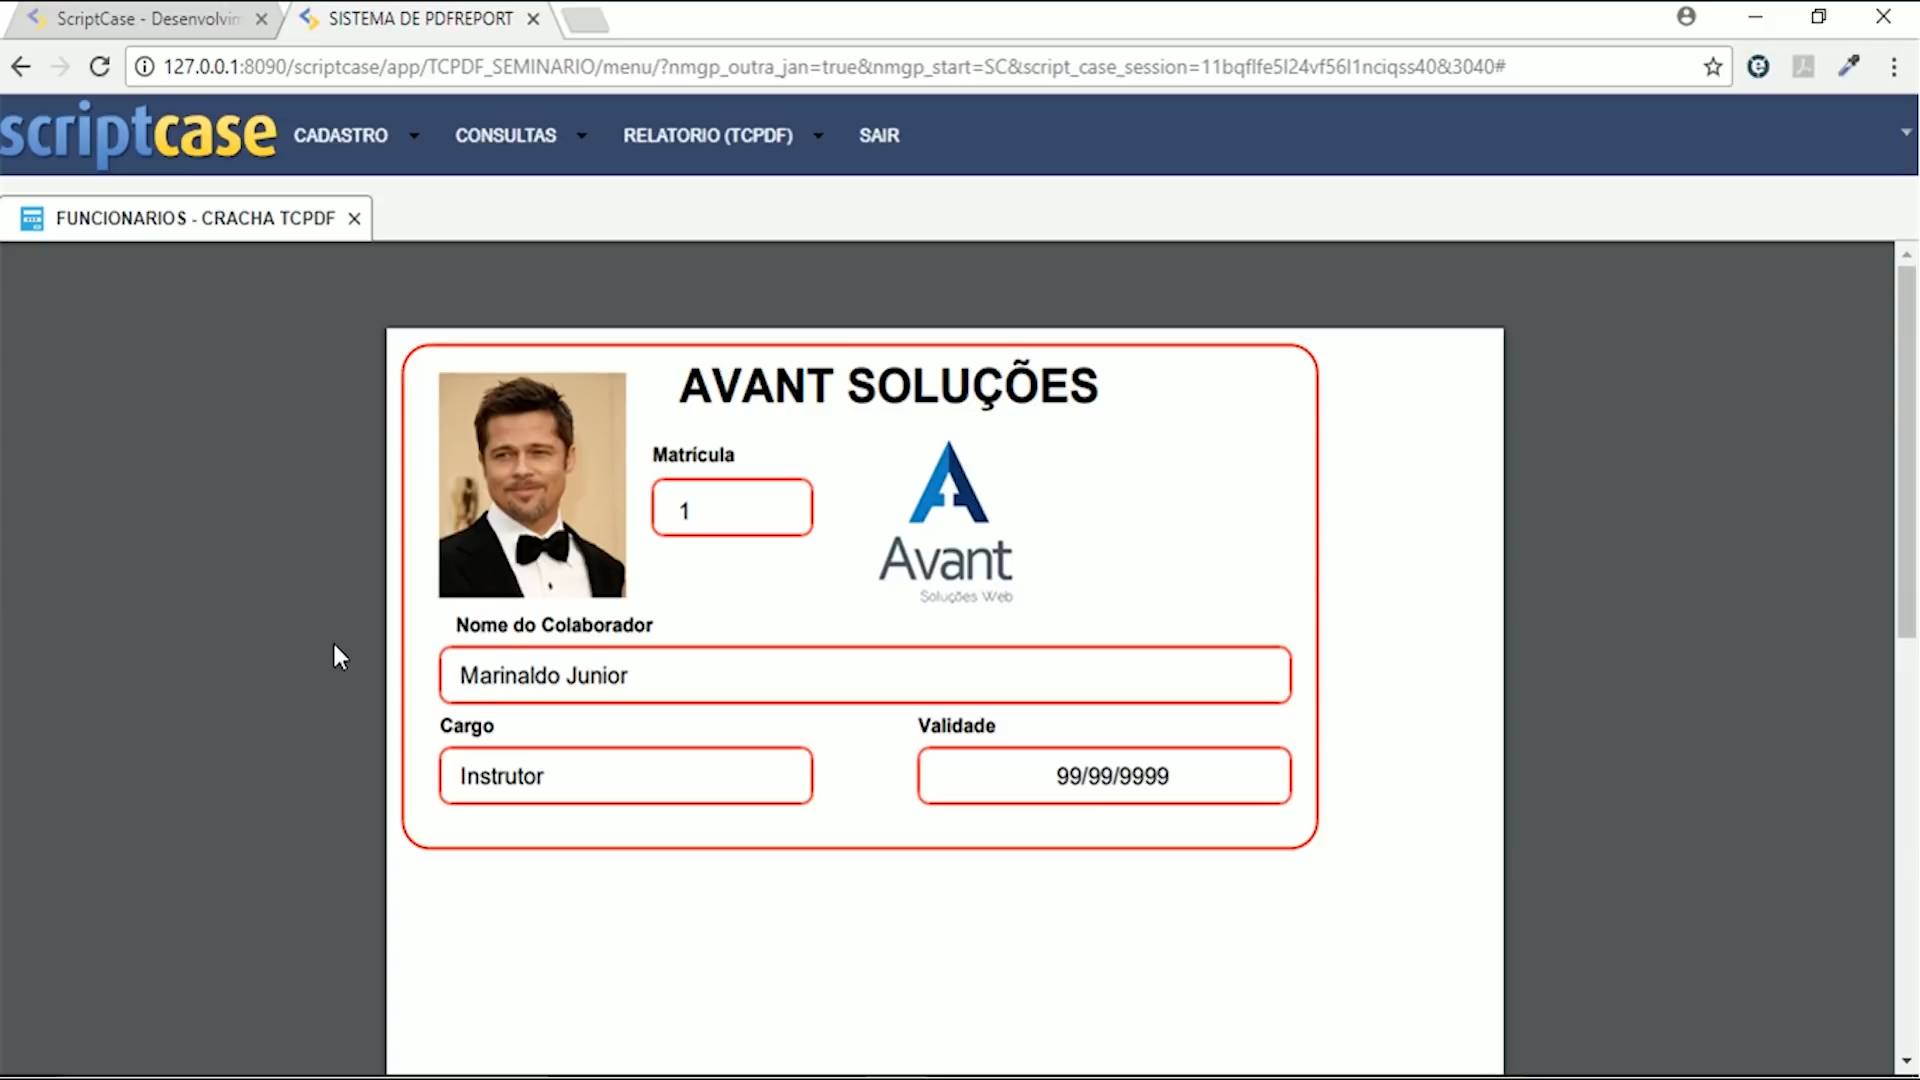 ScriptCase - Desenvolvim
SISTEMA DE PDFREPORT
127.0.0.1:8090/scriptcase/app/TCPDF_SEMINARIO/menu/?nmgp_outra_jan=true&nmgp_start=SC&script_case_session=11bqflfe5l24vf56l1nciqss40&3040#
scriptcase CADASTRO CONSULTAS RELATORIO (TCPDF) SAIR
FUNCIONARIOS - CRACHA TCPDF
AVANT SOLUÇÕES
Matrícula
1
Avant
Soluções Web
Nome do Colaborador
Marinaldo Junior
Cargo Validade
Instrutor 99/99/9999